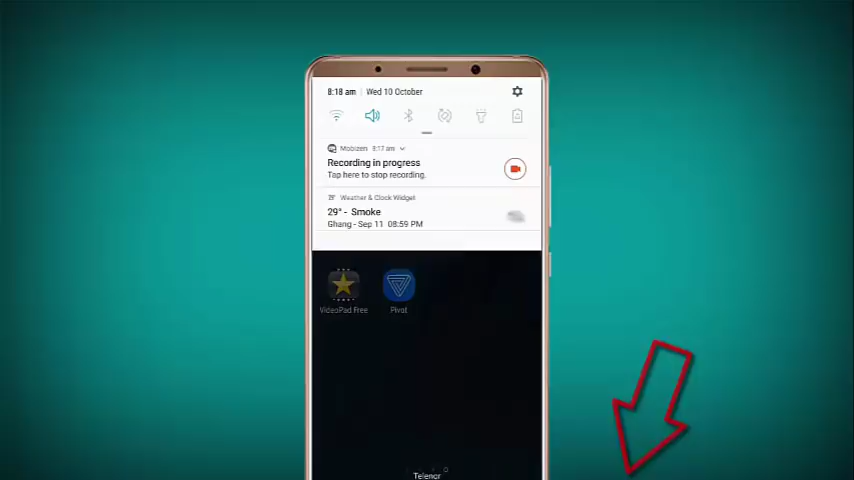 8:18 am | Wed 10 October
Mobizen 8:17 am
Recording in progress
Tap here to stop recording.
29° Weather & Clock Widget
29° - Smoke
Ghang - Sep 11 08:59 PM
VideoPad Free
Pivot
Telenor